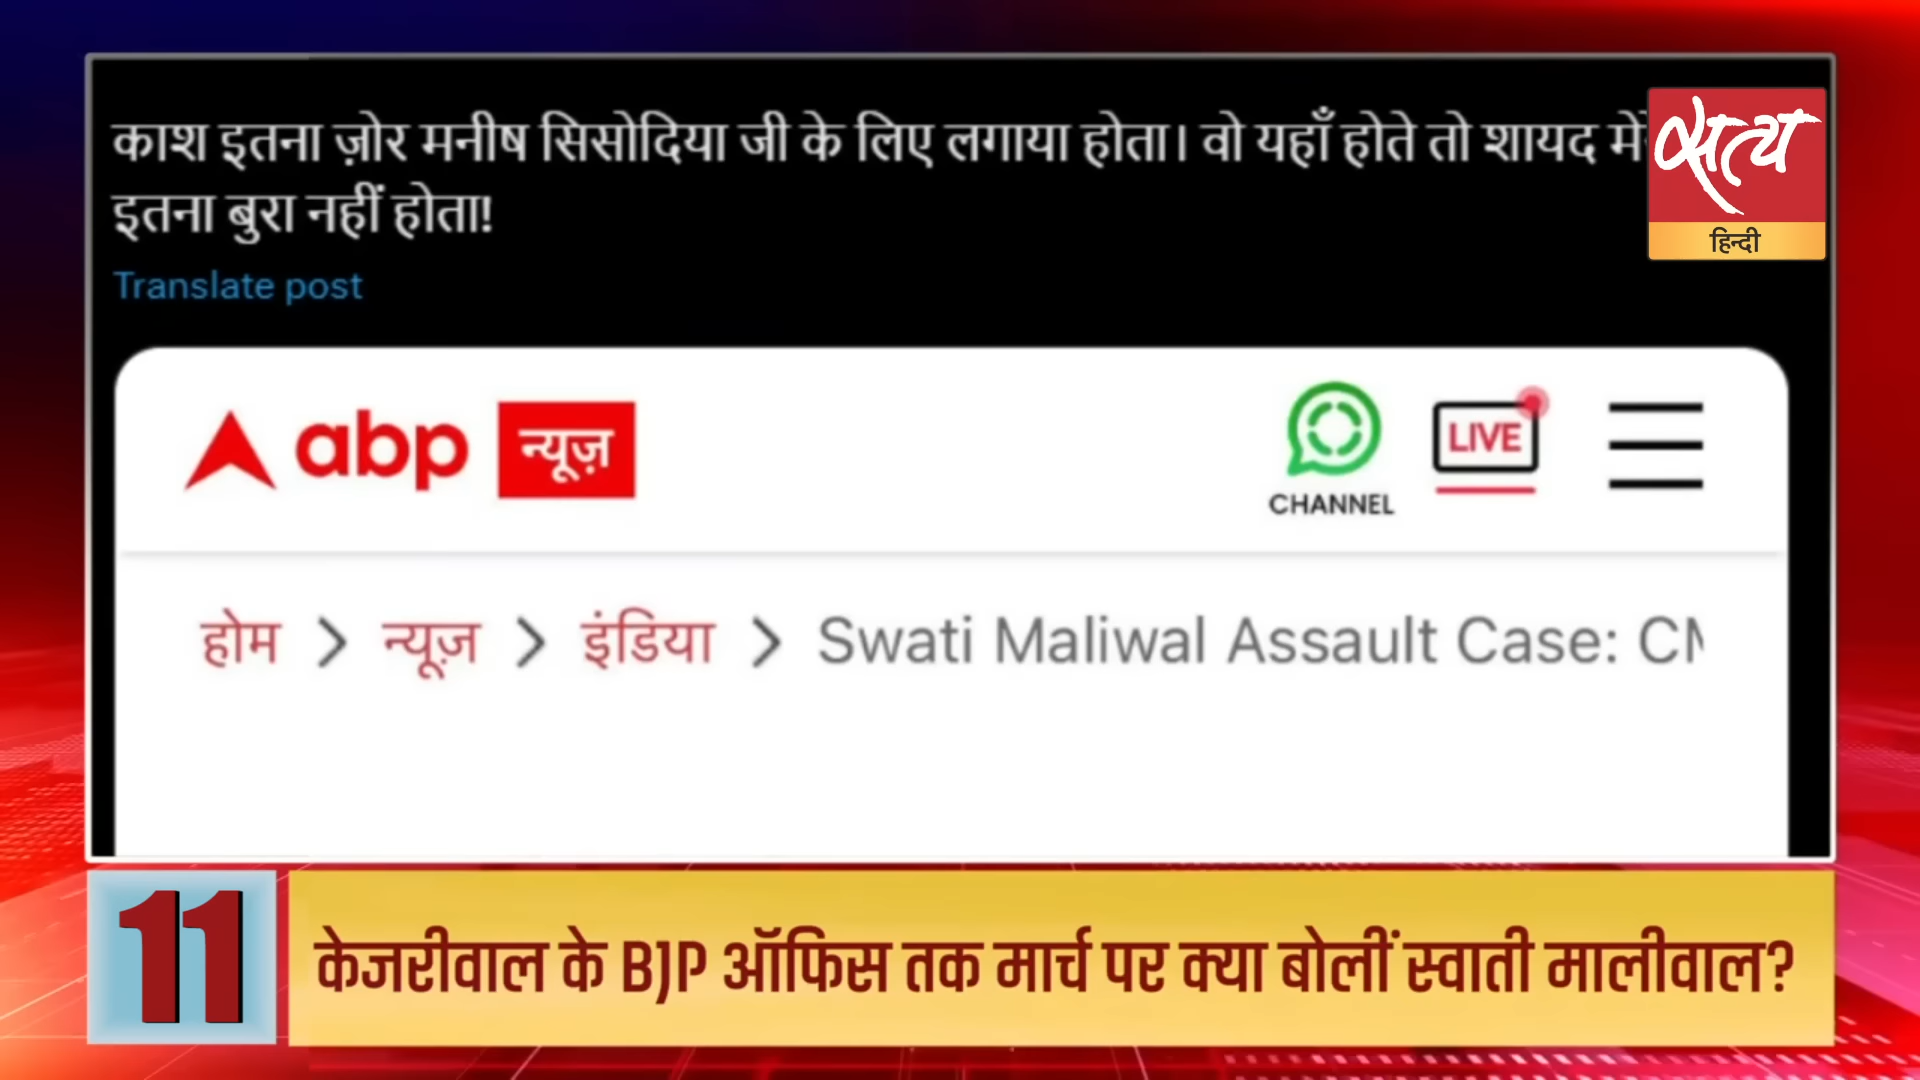 काश इतना ज़ोर मनीष सिसोदिया जी के लिए लगाया होता। वो यहाँ होते तो शायद
इतना बुरा नहीं होता!
Translate post
सत्य
हिन्दी
abp न्यूज़
CHANNEL
LIVE
होम > न्यूज़ > इंडिया > Swati Maliwal Assault Case:
11
केजरीवाल के BJP ऑफिस तक मार्च पर क्या बोलीं स्वाती मालीवाल?